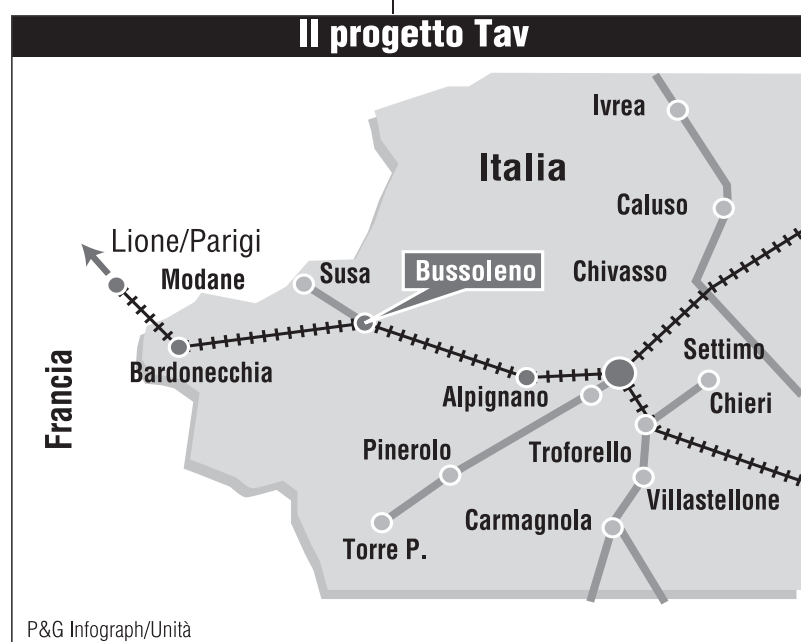 Il progetto Tav
Ivrea
Italia
Caluso
Lione/Parigi
Modane
Susa
Bussoleno
Chivasso
Settimo
Bardonecchia
Alpignano
Chieri
Francia
Pinerolo
Troforello
Villastellone
Carmagnola
Torre P.
P&G Infograph/Unità